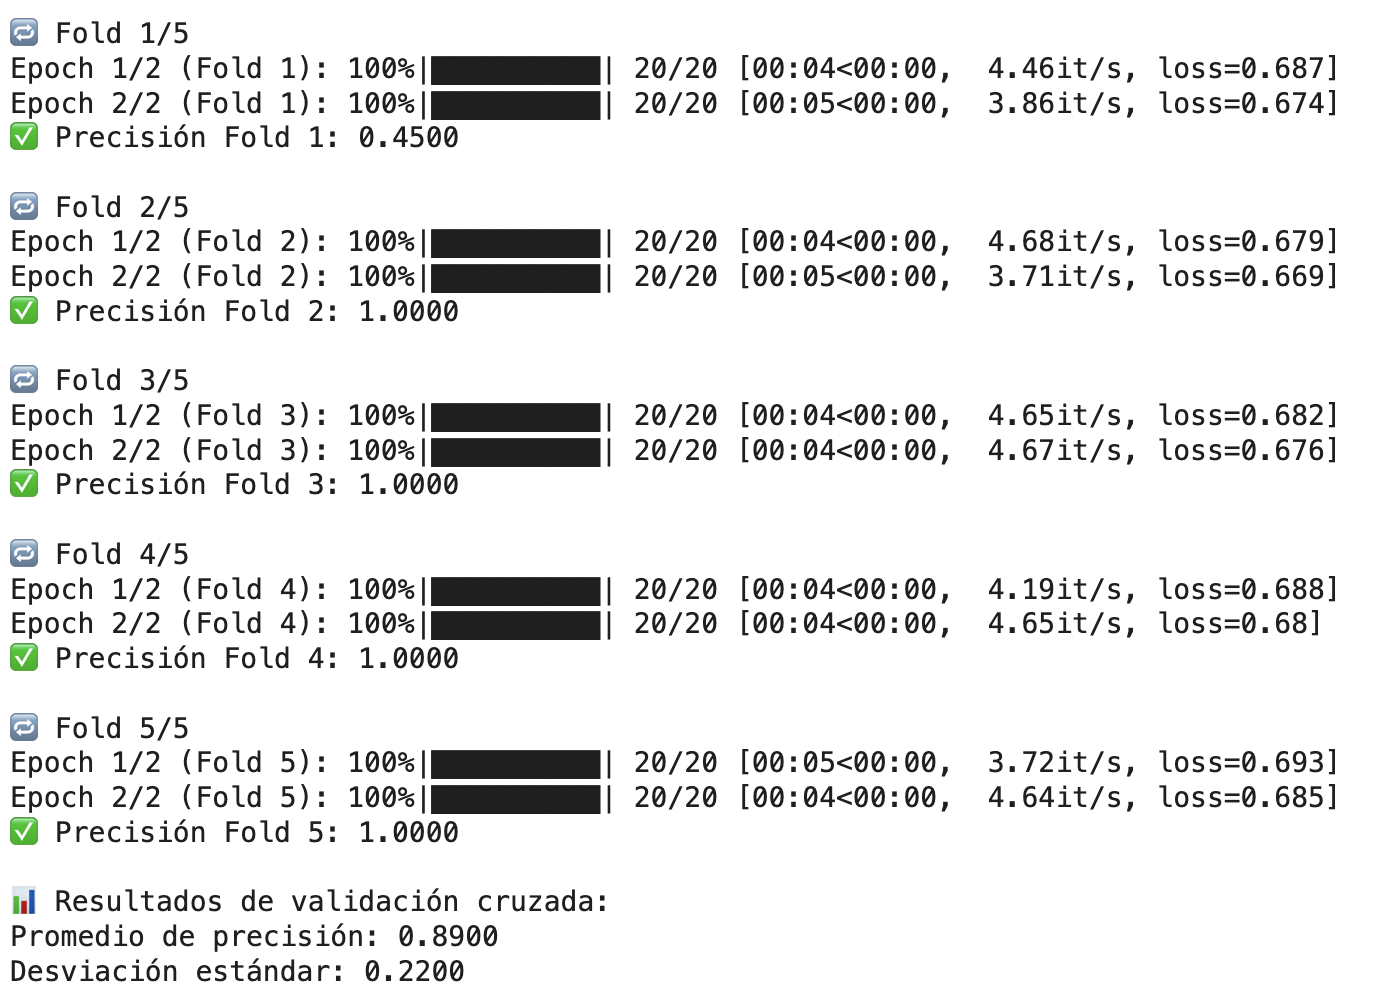 🔁 Fold 1/5
Epoch 1/2 (Fold 1): 100%|██████████| 20/20 [00:04<00:00,  4.46it/s, loss=0.687]
Epoch 2/2 (Fold 1): 100%|██████████| 20/20 [00:05<00:00,  3.86it/s, loss=0.674]
✅ Precisión Fold 1: 0.4500
🔁 Fold 2/5
Epoch 1/2 (Fold 2): 100%|██████████| 20/20 [00:04<00:00,  4.68it/s, loss=0.679]
Epoch 2/2 (Fold 2): 100%|██████████| 20/20 [00:05<00:00,  3.71it/s, loss=0.669]
✅ Precisión Fold 2: 1.0000
🔁 Fold 3/5
Epoch 1/2 (Fold 3): 100%|██████████| 20/20 [00:04<00:00,  4.65it/s, loss=0.682]
Epoch 2/2 (Fold 3): 100%|██████████| 20/20 [00:04<00:00,  4.67it/s, loss=0.676]
✅ Precisión Fold 3: 1.0000
🔁 Fold 4/5
Epoch 1/2 (Fold 4): 100%|██████████| 20/20 [00:04<00:00,  4.19it/s, loss=0.688]
Epoch 2/2 (Fold 4): 100%|██████████| 20/20 [00:04<00:00,  4.65it/s, loss=0.68]
✅ Precisión Fold 4: 1.0000
🔁 Fold 5/5
Epoch 1/2 (Fold 5): 100%|██████████| 20/20 [00:05<00:00,  3.72it/s, loss=0.693]
Epoch 2/2 (Fold 5): 100%|██████████| 20/20 [00:04<00:00,  4.64it/s, loss=0.685]
✅ Precisión Fold 5: 1.0000
📊 Resultados de validación cruzada:
Promedio de precisión: 0.8900
Desviación estándar: 0.2200